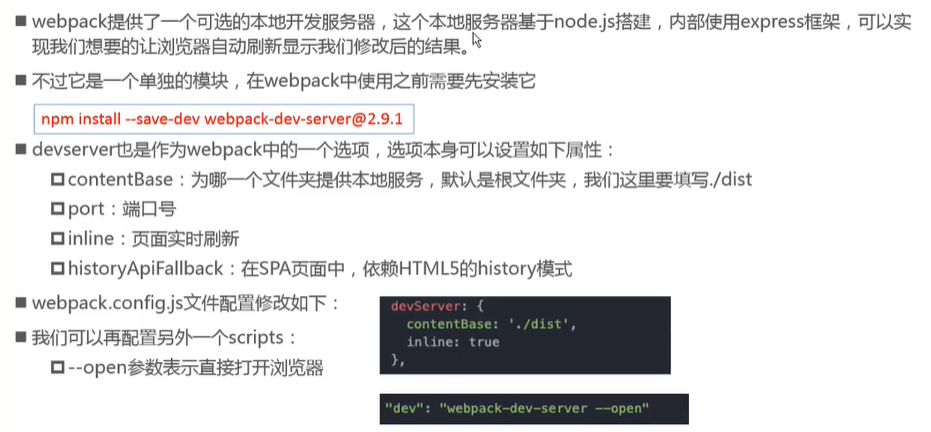 webpack提供了一个可选的本地开发服务器，这个本地服务器基于node.js搭建，内部使用express框架，可以实
现我们想要的让浏览器自动刷新显示我们修改后的结果。
不过它是一个单独的模块，在webpack中使用之前需要先安装它
npm install --save-dev webpack-dev-server@2.9.1
devserver也是作为webpack中的一个选项，选项本身可以设置如下属性：
contentBase：为哪一个文件夹提供本地服务，默认是根文件夹，我们这里要填写./dist
port：端口号
inline：页面实时刷新
historyApiFallback：在SPA页面中，依赖HTML5的history模式
webpack.config.js文件配置修改如下：
devServer: {
contentBase: './dist',
inline: true
},
我们可以再配置另外一个scripts：
--open参数表示直接打开浏览器
"dev": "webpack-dev-server --open"